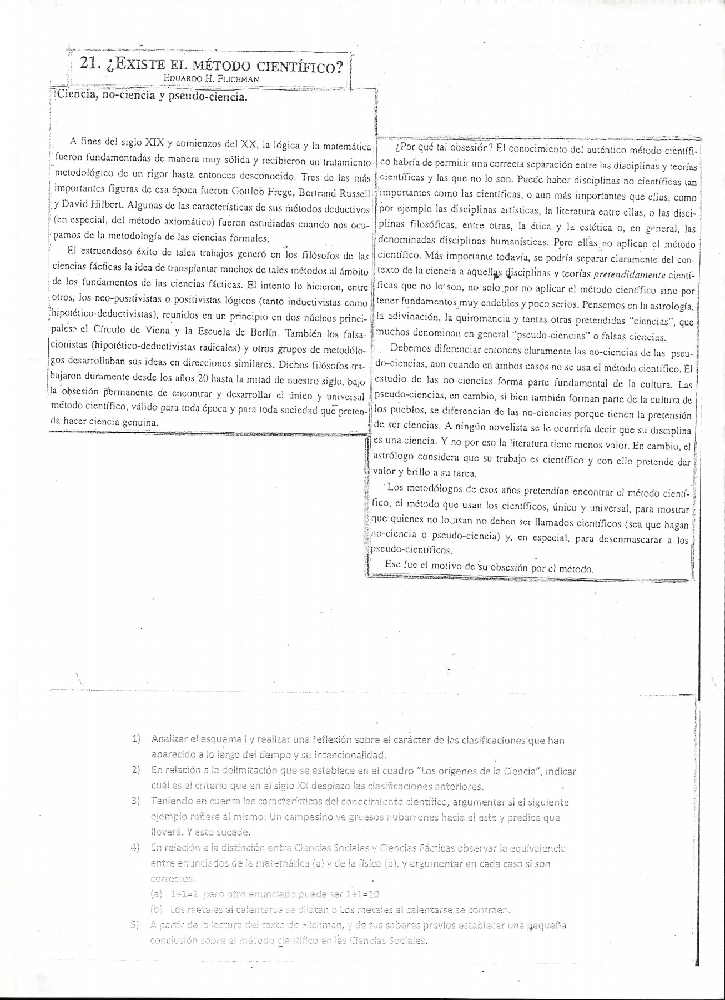 21. ¿EXISTE EL MÉTODO CIENTÍFICO?
EDUARDO H. FLICHMAN
Ciencia, no-ciencia y pseudo-ciencia.
A fines del siglo XIX y comienzos del XX, la lógica y la matemática
fueron fundamentadas de manera muy sólida y recibieron un tratamiento
metodológico de un rigor hasta entonces desconocido. Tres de las más
importantes figuras de esa época fueron Gottlob Frege, Bertrand Russell
y David Hilbert. Algunas de las características de sus métodos deductivos
(en especial, del método axiomático) fueron estudiadas cuando nos ocu-
pamos de la metodología de las ciencias formales.
El estruendoso éxito de tales trabajos generó en los filósofos de las
ciencias fácticas la idea de transplantar muchos de tales métodos al ámbito
de los fundamentos de las ciencias fácticas. El intento lo hicieron, entre
otros, los neo-positivistas o positivistas lógicos (tanto inductivistas como
hipotético-deductivistas), reunidos en un principio en dos núcleos princi-
pales: el Círculo de Viena y la Escuela de Berlín. También los falsa-
cionistas (hipotético-deductivistas radicales) y otros grupos de metodólo-
gos desarrollaban sus ideas en direcciones similares. Dichos filósofos tra-
bajaron duramente desde los años 20 hasta la mitad de nuestro siglo, bajo
la obsesión permanente de encontrar y desarrollar el único y universal
método científico, válido para toda época y para toda sociedad que preten-
da hacer ciencia genuina.
¿Por qué tal obsesión? El conocimiento del auténtico método científi-
co habría de permitir una correcta separación entre las disciplinas y teorías
científicas y las que no lo son. Puede haber disciplinas no científicas tan
importantes como las científicas, o aun más importantes que ellas, como
por ejemplo las disciplinas artísticas, la literatura entre ellas, o las disci-
plinas filosóficas, entre otras, la ética y la estética o, en general, las
denominadas disciplinas humanísticas. Pero ellas no aplican el método
científico. Más importante todavía, se podría separar claramente del con-
texto de la ciencia a aquellas disciplinas y teorías pretendidamente cientí-
ficas que no lo son, no solo por no aplicar el método científico sino por
tener fundamentos muy endebles y poco serios. Pensemos en la astrología,
la adivinación, la quiromancia y tantas otras pretendidas “ciencias”, que
muchos denominan en general “pseudo-ciencias” o falsas ciencias.
Debemos diferenciar entonces claramente las no-ciencias de las pseu-
do-ciencias, aun cuando en ambos casos no se usa el método científico. El
estudio de las no-ciencias forma parte fundamental de la cultura. Las
pseudo-ciencias, en cambio, si bien también forman parte de la cultura de
los pueblos, se diferencian de las no-ciencias porque tienen la pretensión
de ser ciencias. A ningún novelista se le ocurriría decir que su disciplina
es una ciencia. Y no por eso la literatura tiene menos valor. En cambio, el
astrólogo considera que su trabajo es científico y con ello pretende dar
valor y brillo a su tarea.
Los metodólogos de esos años pretendían encontrar el método cientí-
fico, el método que usan los científicos, único y universal, para mostrar
que quienes no lo usan no deben ser llamados científicos (sea que hagan
no-ciencia o pseudo-ciencia) y, en especial, para desenmascarar a los
pseudo-científicos.
Ese fue el motivo de su obsesión por el método.
1) Analizar el esquema I y realizar una reflexión sobre el carácter de las clasificaciones que han
aparecido a lo largo del tiempo y su intencionalidad.
2) En relación a la delimitación que se establece en el cuadro “Los orígenes de la Ciencia”, indicar
cuál es el criterio que en el siglo XX desplazo las clasificaciones anteriores.
3) Teniendo en cuenta las características del conocimiento científico, argumentar si el siguiente
ejemplo refiere al mismo: Un campesino ve gruesos nubarrones hacia el este y predice que
lloverá. Y esto sucede.
4) En relación a la distinción entre Ciencias Sociales y Ciencias Fácticas observar la equivalencia
entre enunciados de la matemática (a) y de la física (b), y argumentar en cada caso si son
correctos.
(a) 1+1=2 pero otro enunciado puede ser 1+1=10
(b) Los metales al calentarse se dilatan o Los metales al calentarse se contraen.
5) A partir de la lectura del texto de Flichman, y de tus saberes previos establecer una pequeña
conclusión sobre el método científico en las Ciencias Sociales.